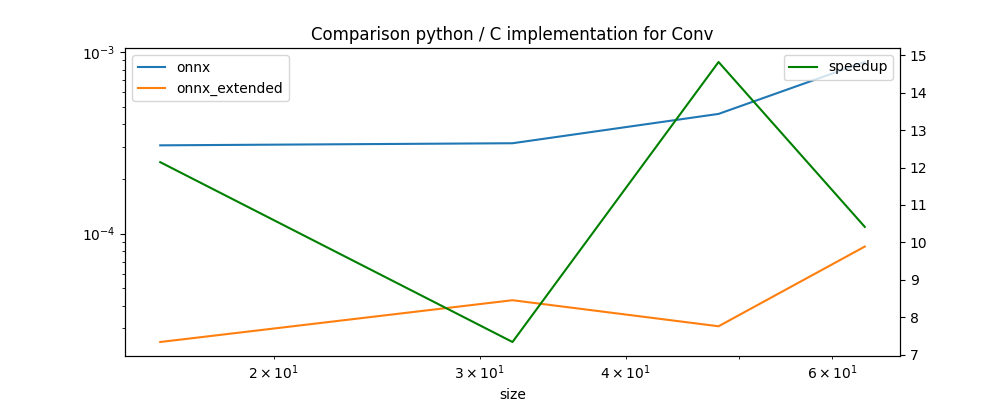 Comparison python / C implementation for Conv
onnx
onnx_extended
speedup
10⁻³
10⁻⁴
15
14
13
12
11
10
9
8
7
2 × 10¹
3 × 10¹
4 × 10¹
6 × 10¹
size